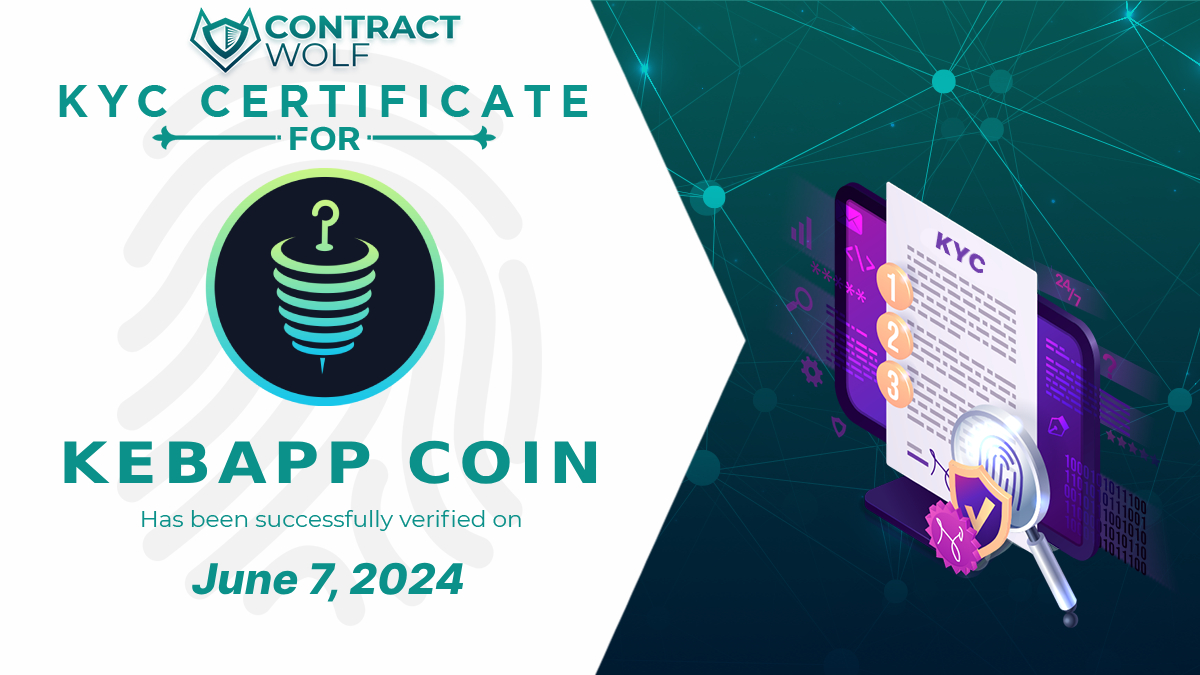 CONTRACT
WOLF
KYC CERTIFICATE
FOR
KEBAPP COIN
Has been successfully verified on
June 7, 2024
KYC
1
2
3
24/7